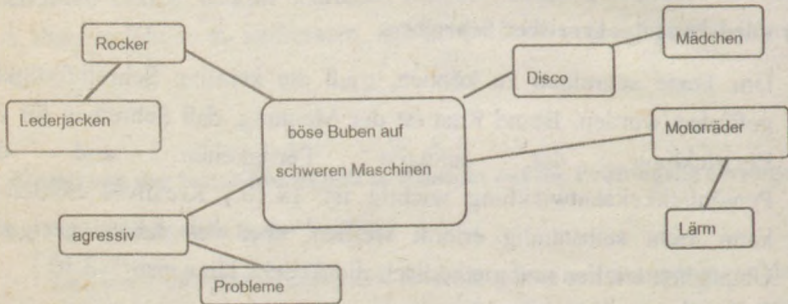 Rocker
Mädchen
Disco
Lederjacken
böse Buben auf
schweren Maschinen
Motorräder
agressiv
Lärm
Probleme